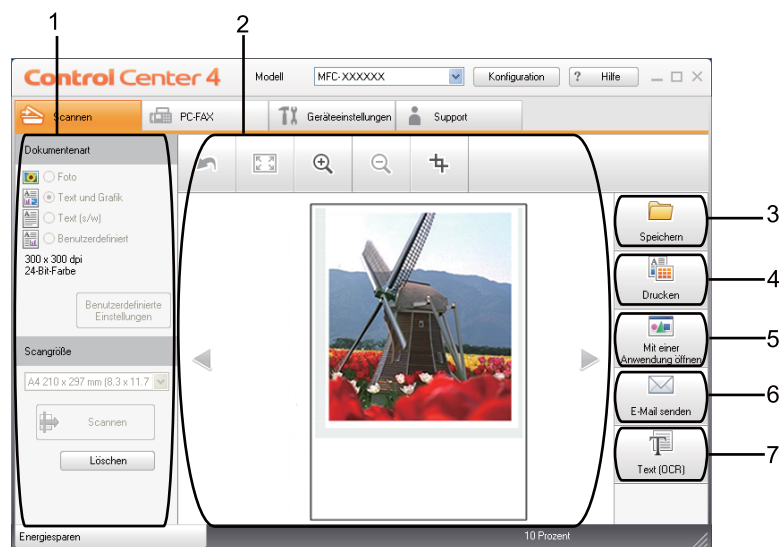 1
2
Control Center 4
Modell
MFC-XXXXXX
Konfiguration
? Hilfe
Scannen
PC-FAX
Geräteeinstellungen
Support
Dokumentenart
Foto
Text und Grafik
Text (s/w)
Benutzerdefiniert
300 x 300 dpi
24-Bit-Farbe
Benutzerdefinierte
Einstellungen
Scangröße
A4 210 x 297 mm (8.3 x 11.7
Scannen
Löschen
Speichern
3
Drucken
4
Mit einer
Anwendung öffnen
5
E-Mail senden
6
Text (OCR)
7
Energiesparen
10 Prozent